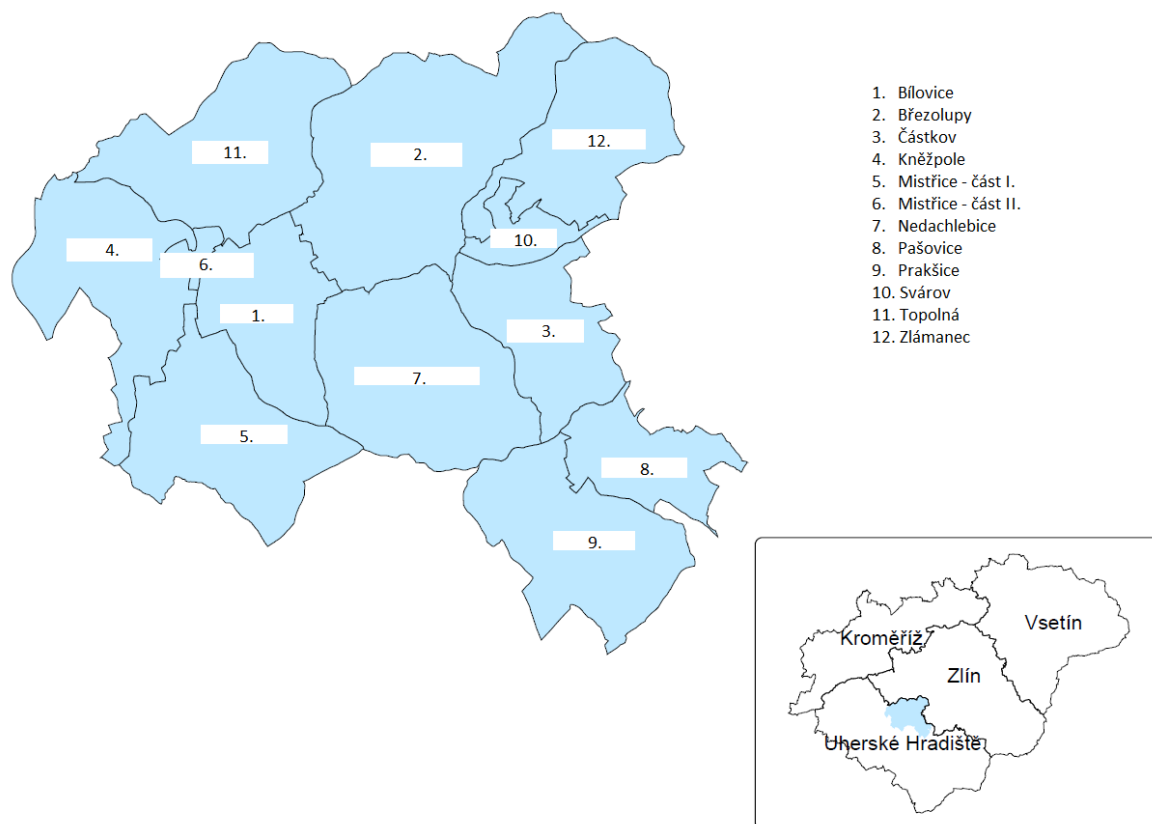 11.
2.
12.
4.
10.
6.
1.
3.
7.
5.
8.
9.
1. Bílovice
2. Březolupy
3. Částkov
4. Kněžpole
5. Mistřice - část I.
6. Mistřice - část II.
7. Nedachlebice
8. Pašovice
9. Prakšice
10. Svárov
11. Topolná
12. Zlámanec
Vsetín
Kroměříž
Zlín
Uherské Hradiště